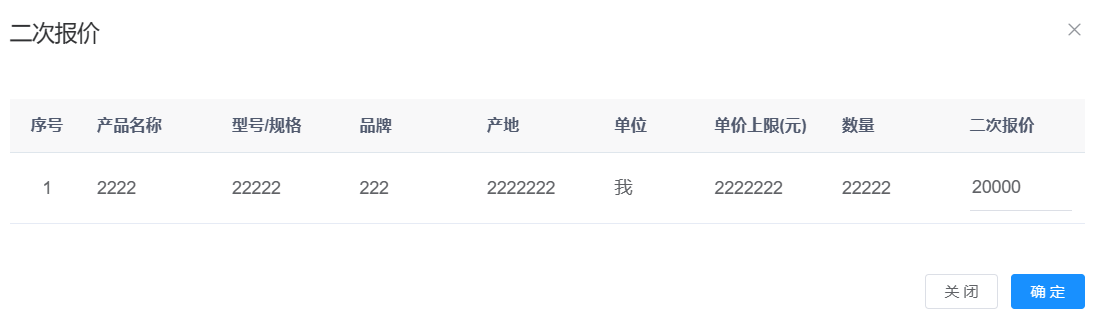 二次报价
序号 产品名称 型号/规格 品牌 产地 单位 单价上限(元) 数量 二次报价
1 2222 22222 222 2222222 我 2222222 22222 20000
关 闭 确 定